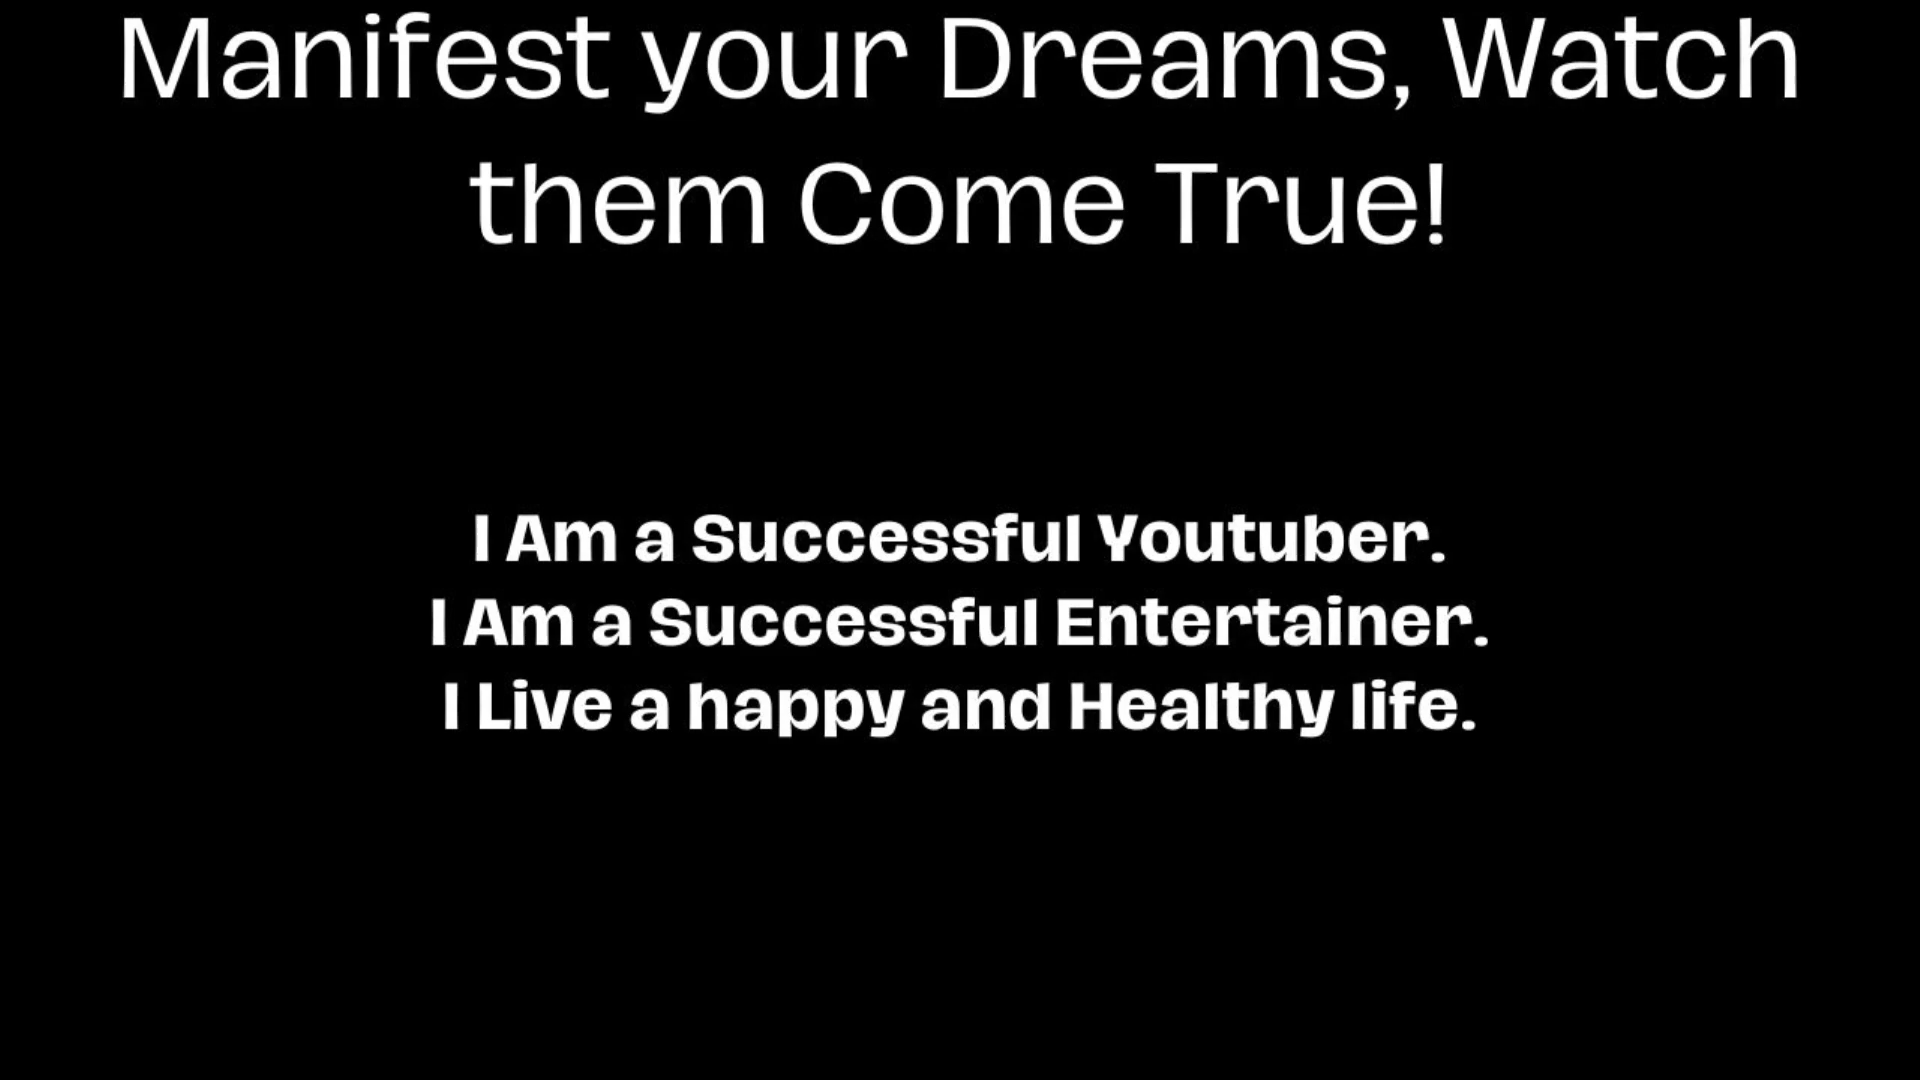 Manifest your Dreams, Watch
them Come True!
I Am a Successful Youtuber.
I Am a Successful Entertainer.
I Live a happy and Healthy life.